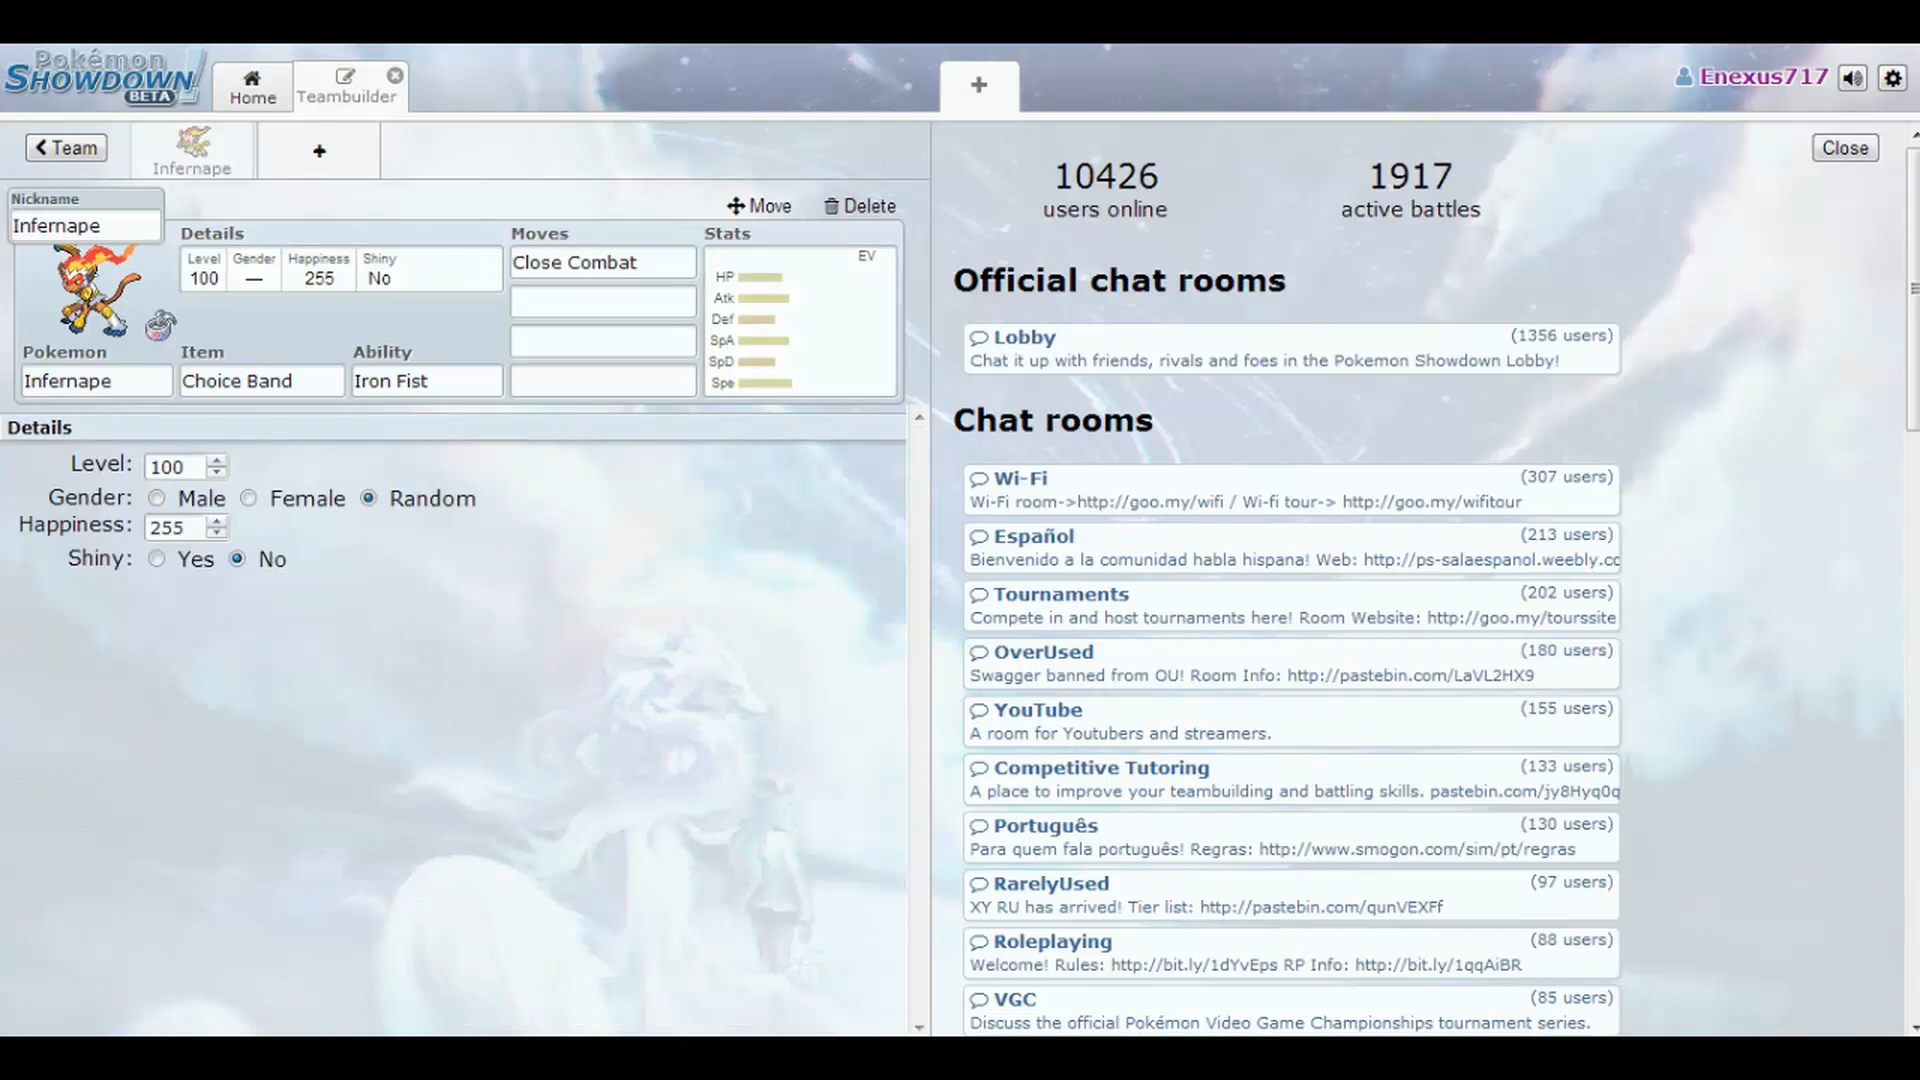 Pokémon
SHOWDOWN!
BETA
Home
Teambuilder
+
Enexus717
Team
Infernape
+
Close
Nickname
Infernape
Move
Delete
Details
Moves
Stats
Level
Gender
Happiness
Shiny
100
—
255
No
Close Combat
EV
HP
Atk
Def
SpA
SpD
Spe
Pokemon
Item
Ability
Infernape
Choice Band
Iron Fist
Details
Level: 100
Gender: Male Female Random
Happiness: 255
Shiny: Yes No
10426
users online
1917
active battles
Official chat rooms
Lobby (1356 users)
Chat it up with friends, rivals and foes in the Pokemon Showdown Lobby!
Chat rooms
Wi-Fi (307 users)
Wi-Fi room->http://goo.my/wifi / Wi-fi tour-> http://goo.my/wifitour
Español (213 users)
Bienvenido a la comunidad habla hispana! Web: http://ps-salaespanol.weebly.cc
Tournaments (202 users)
Compete in and host tournaments here! Room Website: http://goo.my/tourssite
OverUsed (180 users)
Swagger banned from OU! Room Info: http://pastebin.com/LaVL2HX9
YouTube (155 users)
A room for Youtubers and streamers.
Competitive Tutoring (133 users)
A place to improve your teambuilding and battling skills. pastebin.com/jy8Hyq0q
Português (130 users)
Para quem fala português! Regras: http://www.smogon.com/sim/pt/regras
RarelyUsed (97 users)
XY RU has arrived! Tier list: http://pastebin.com/qunVEXFf
Roleplaying (88 users)
Welcome! Rules: http://bit.ly/1dYvEps RP Info: http://bit.ly/1qqAiBR
VGC (85 users)
Discuss the official Pokémon Video Game Championships tournament series.